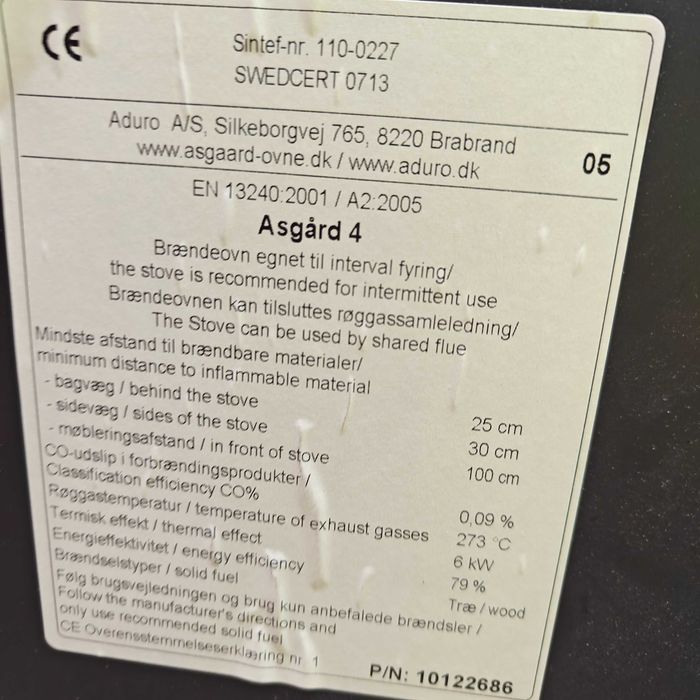 CE
Sintef-nr. 110-0227
SWEDCERT 0713
Aduro A/S, Silkeborgvej 765, 8220 Brabrand
www.asgaard-ovne.dk / www.aduro.dk
05
EN 13240:2001 / A2:2005
Asgård 4
Brændeovn egnet til interval fyring/
the stove is recommended for intermittent use
Brændeovnen kan tilsluttes røggassamleledning/
The Stove can be used by shared flue
Mindste afstand til brændbare materialer/
minimum distance to inflammable material
- bagvæg / behind the stove 25 cm
- sidevæg / sides of the stove 30 cm
- møbleringsafstand / in front of stove 100 cm
CO-udslip i forbrændingsprodukter /
Classification efficiency CO% 0,09 %
Røggastemperatur / temperature of exhaust gasses 273 °C
Termisk effekt / thermal effect 6 kW
Energieffektivitet / energy efficiency 79 %
Brændselstyper / solid fuel Træ / wood
Følg brugsvejledningen og brug kun anbefalede brændsler /
Follow the manufacturer's directions and
only use recommended solid fuel
CE Overensstemmelseserklæring nr. 1
P/N: 10122686